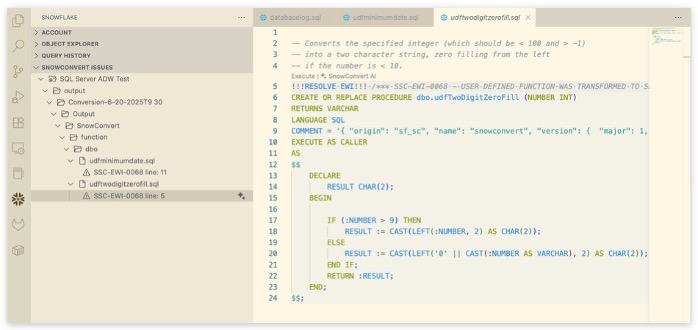 SNOWFLAKE
ACCOUNT
OBJECT EXPLORER
QUERY HISTORY
SNOWCONVERT ISSUES
SQL Server ADW Test
output
Conversion-6-20-2025T9 30
Output
SnowConvert
function
dbo
udfminimumdate.sql
SSC-EWI-0068 line: 11
udftwodigitzerofill.sql
SSC-EWI-0068 line: 5
databaselog.sql
udfminimumdate.sql
udftwodigitzerofill.sql
1
2 -- Converts the specified integer (which should be < 100 and > -1)
3 -- into a two character string, zero filling from the left
4 -- if the number is < 10.
Execute | SnowConvert AI
5 !!!RESOLVE EWI!!! /*** SSC-EWI-0068 - USER DEFINED FUNCTION WAS TRANSFORMED TO S
6 CREATE OR REPLACE PROCEDURE dbo.udfTwoDigitZeroFill (NUMBER INT)
7 RETURNS VARCHAR
8 LANGUAGE SQL
9 COMMENT = '{ "origin": "sf_sc", "name": "snowconvert", "version": { "major": 1,
10 EXECUTE AS CALLER
11 AS
12 $$
13 DECLARE
14 RESULT CHAR(2);
15 BEGIN
16
17 IF (:NUMBER > 9) THEN
18 RESULT := CAST(LEFT(:NUMBER, 2) AS CHAR(2));
19 ELSE
20 RESULT := CAST(LEFT('0' || CAST(:NUMBER AS VARCHAR), 2) AS CHAR(2));
21 END IF;
22 RETURN :RESULT;
23 END;
24 $$;